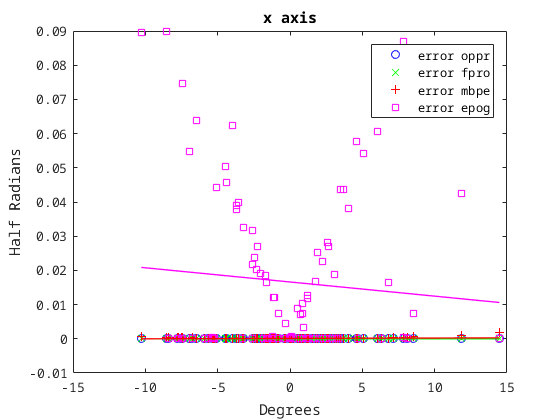 x axis
0.09
0.08
0.07
0.06
0.05
0.04
0.03
0.02
0.01
0
-0.01
Half Radians
error oppr
error fpro
error mbpe
error epog
-15 -10 -5 0 5 10 15
Degrees